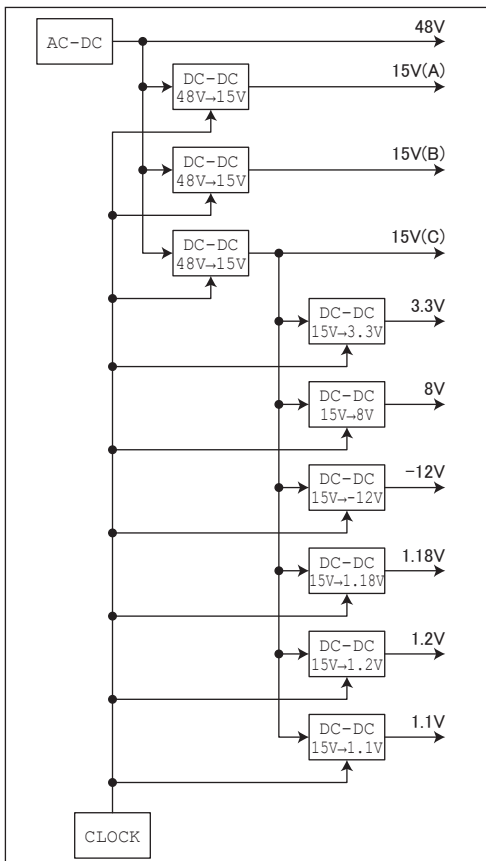 AC-DC
48V
DC-DC
48V→15V
15V(A)
DC-DC
48V→15V
15V(B)
DC-DC
48V→15V
15V(C)
DC-DC
15V→3.3V
3.3V
DC-DC
15V→8V
8V
DC-DC
15V→-12V
-12V
DC-DC
15V→1.18V
1.18V
DC-DC
15V→1.2V
1.2V
DC-DC
15V→1.1V
1.1V
CLOCK